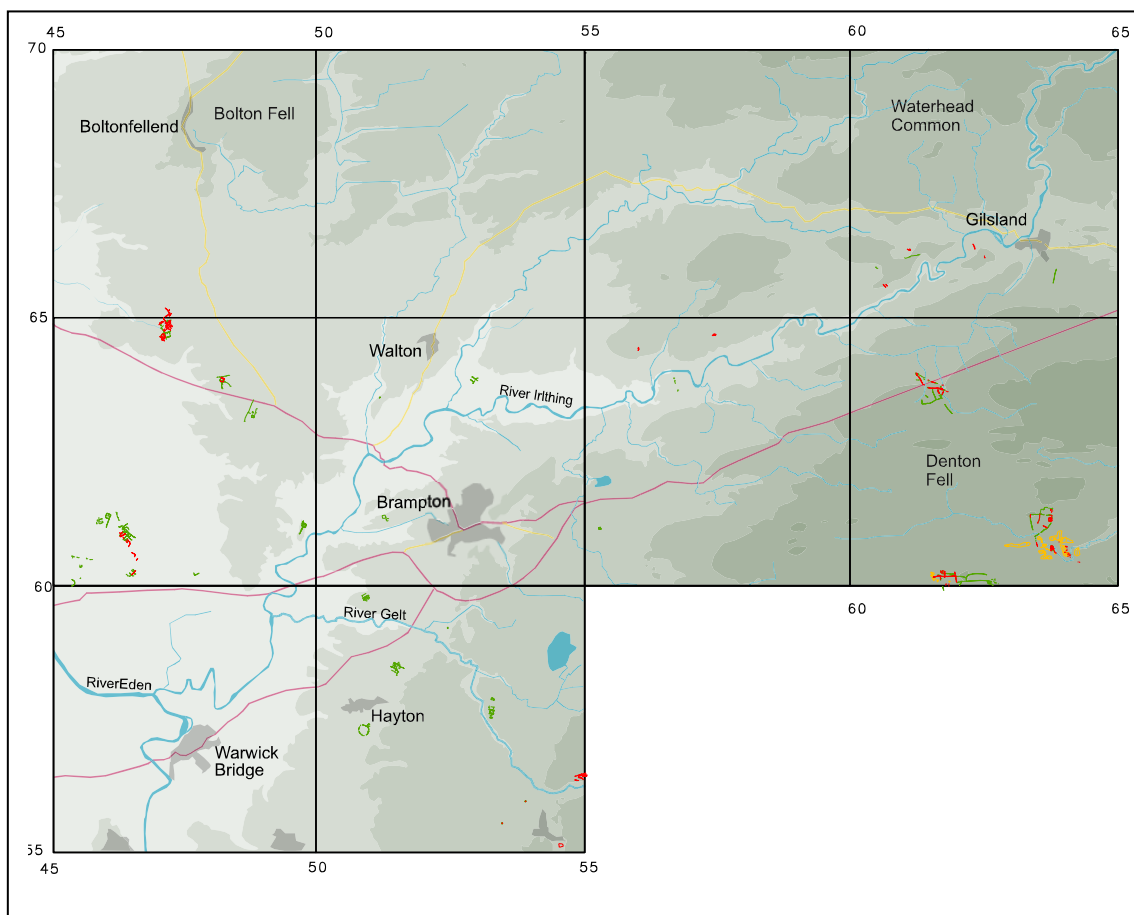 45 50 55 60 65
70
Boltonfellend
Bolton Fell
Waterhead
Common
Gilsland
65
Walton
River Irlthing
Denton
Fell
Brampton
60
60 65
River Gelt
RiverEden
Hayton
Warwick
Bridge
55
45 50 55